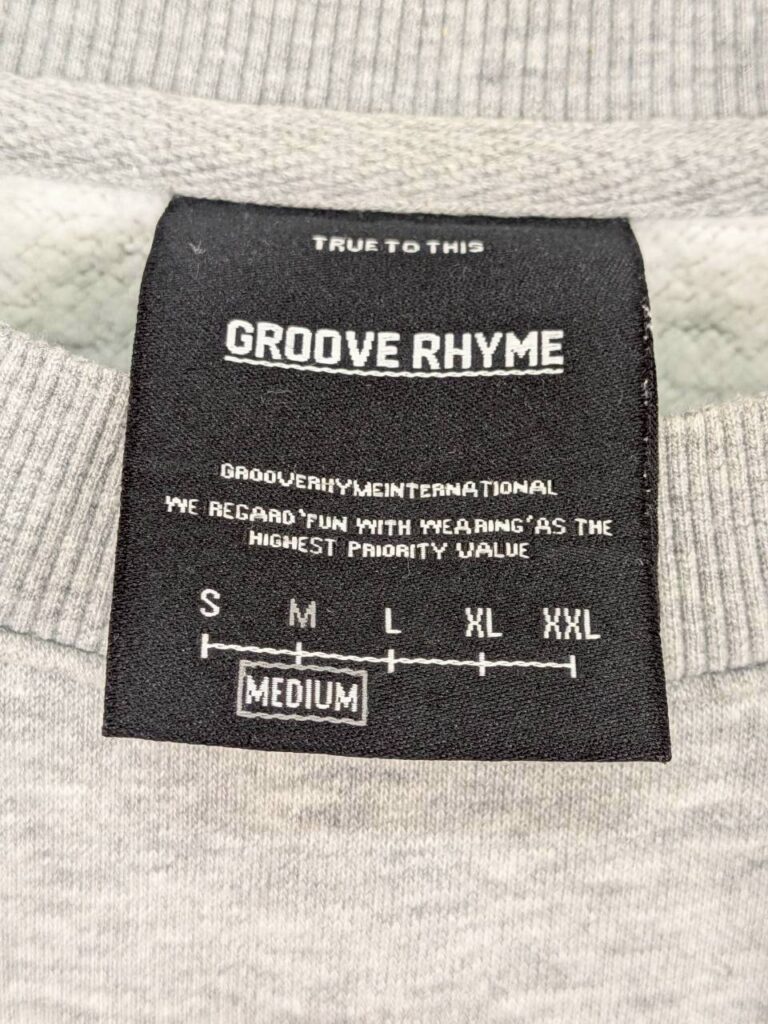 TRUE TO THIS
GROOVE RHYME
GROOVERHYMEINTERNATIONAL
WE REGARD 'FUN WITH WEARING' AS THE
HIGHEST PRIORITY VALUE
S M L XL XXL
MEDIUM